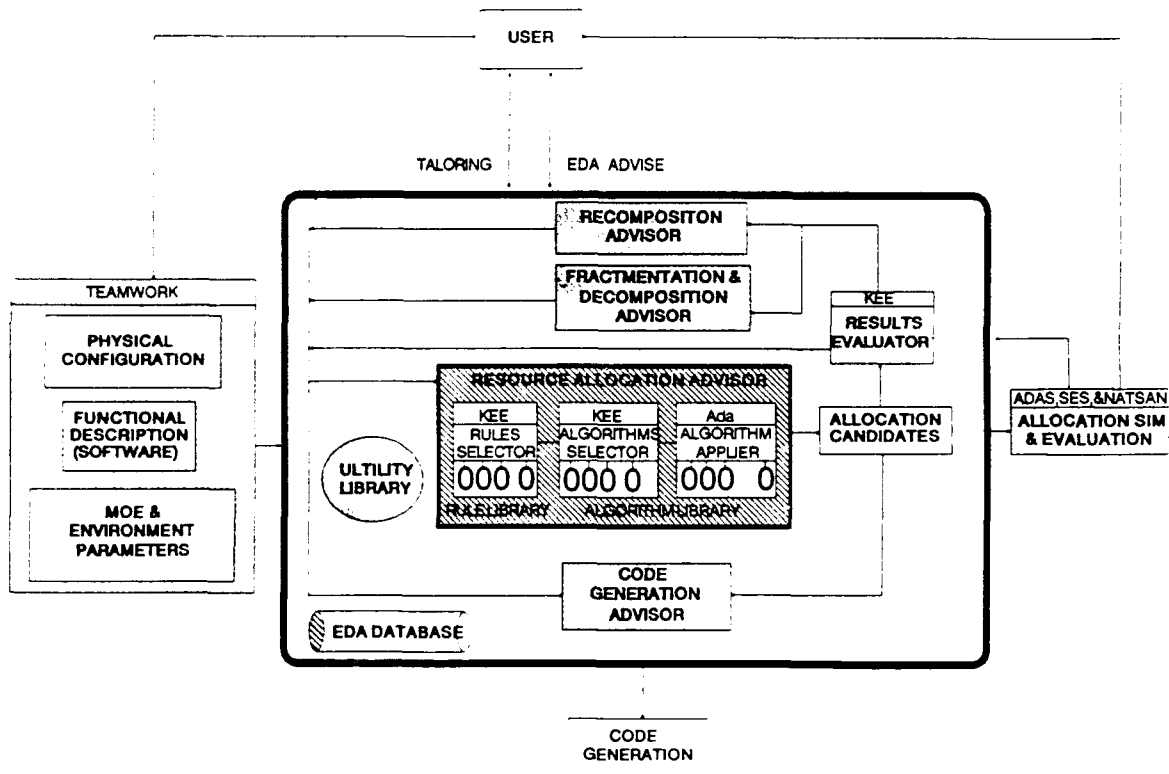 USER
TALORING
EDA ADVISE
RECOMPOSITON
ADVISOR
FRACTMENTATION &
DECOMPOSITION
ADVISOR
TEAMWORK
PHYSICAL
CONFIGURATION
FUNCTIONAL
DESCRIPTION
(SOFTWARE)
MOE &
ENVIRONMENT
PARAMETERS
KEE
RESULTS
EVALUATOR
RESOURCE ALLOCATION ADVISOR
KEE
RULES
SELECTOR
000 0
KEE
ALGORITHMS
SELECTOR
000 0
Ada
ALGORITHM
APPLIER
000 0
RULE LIBRARY
ALGORITHM LIBRARY
ULTILITY
LIBRARY
ALLOCATION
CANDIDATES
ADAS,SES,&NATSAN
ALLOCATION SIM
& EVALUATION
CODE
GENERATION
ADVISOR
EDA DATABASE
CODE
GENERATION